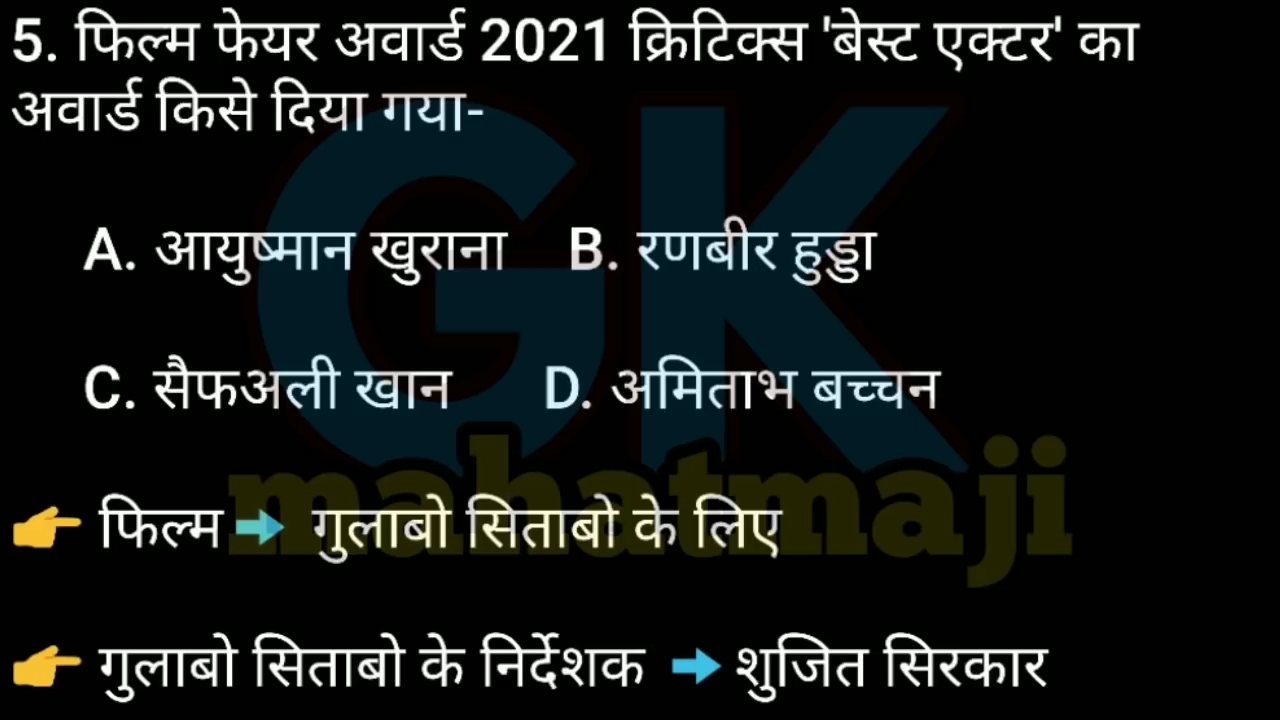 5. फिल्म फेयर अवार्ड 2021 क्रिटिक्स 'बेस्ट एक्टर' का
अवार्ड किसे दिया गया-
A. आयुष्मान खुराना B. रणबीर हुड्डा
C. सैफअली खान D. अमिताभ बच्चन
👉 फिल्म ➡ गुलाबो सिताबो के लिए
👉 गुलाबो सिताबो के निर्देशक ➡ शुजित सिरकार
GK
mahatmaji